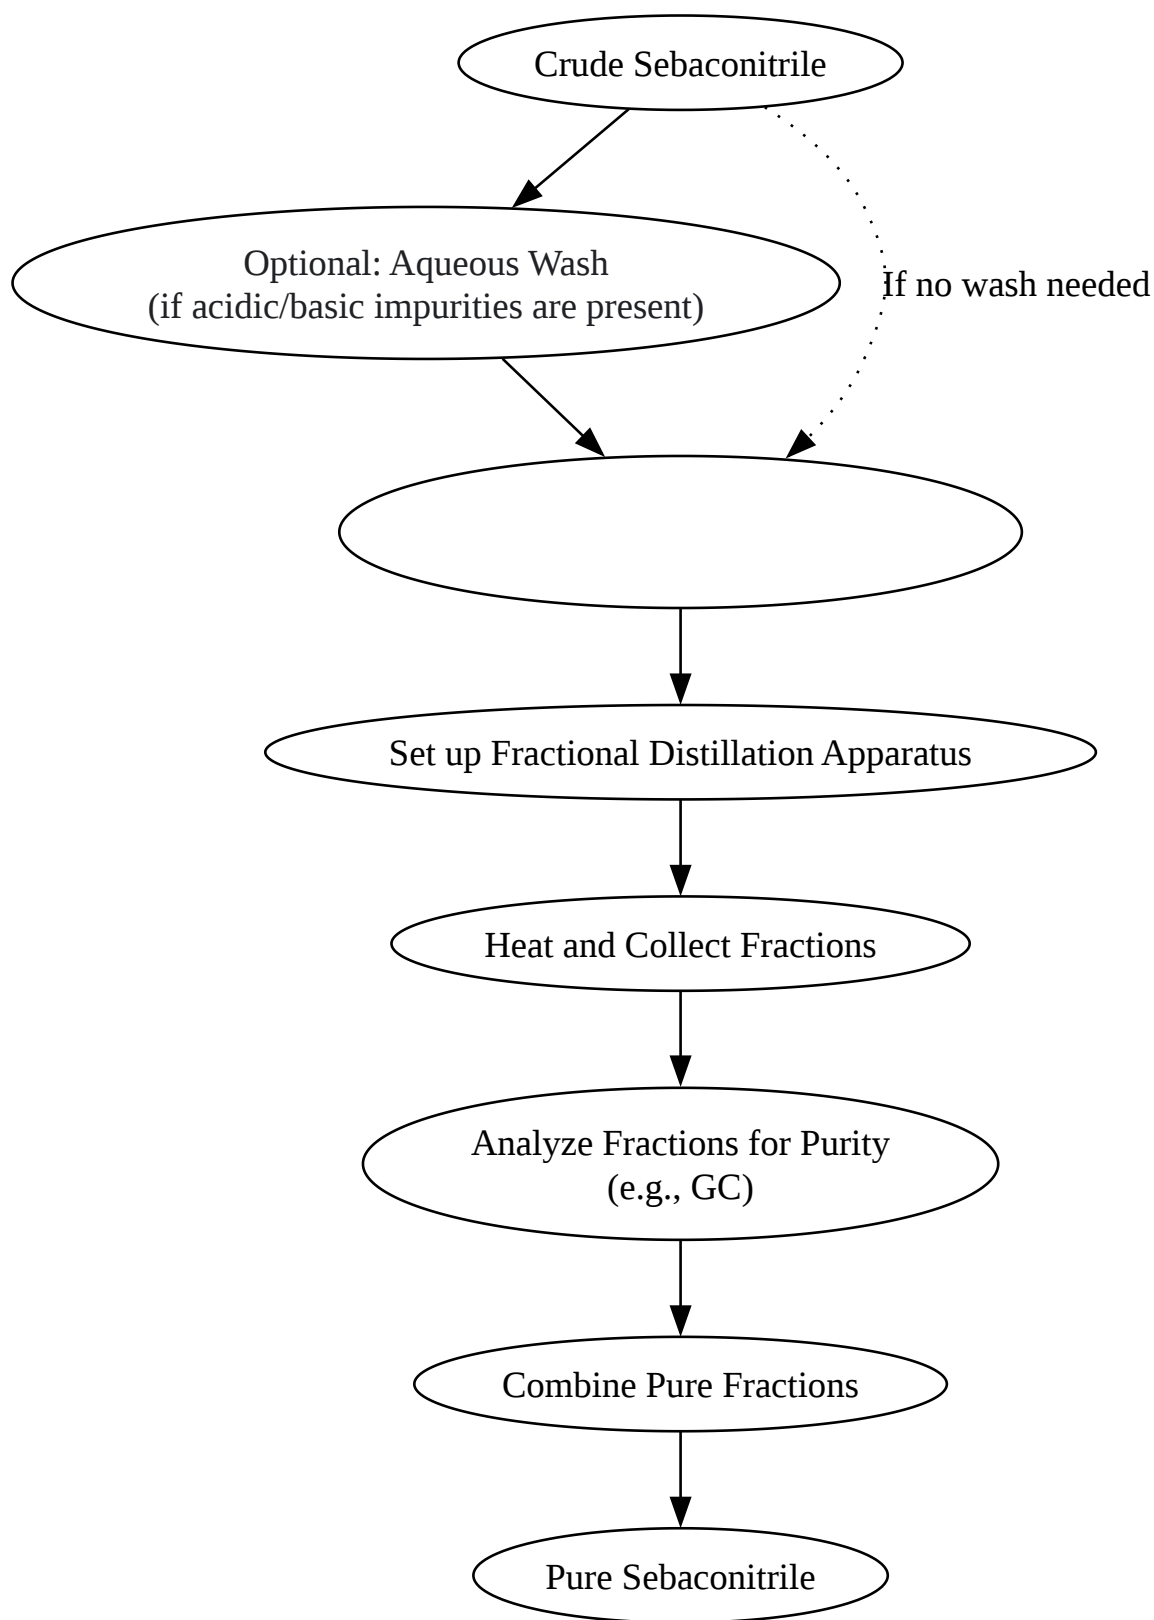 Crude Sebaconitrile
Optional: Aqueous Wash
(if acidic/basic impurities are present)
If no wash needed
Set up Fractional Distillation Apparatus
Heat and Collect Fractions
Analyze Fractions for Purity
(e.g., GC)
Combine Pure Fractions
Pure Sebaconitrile